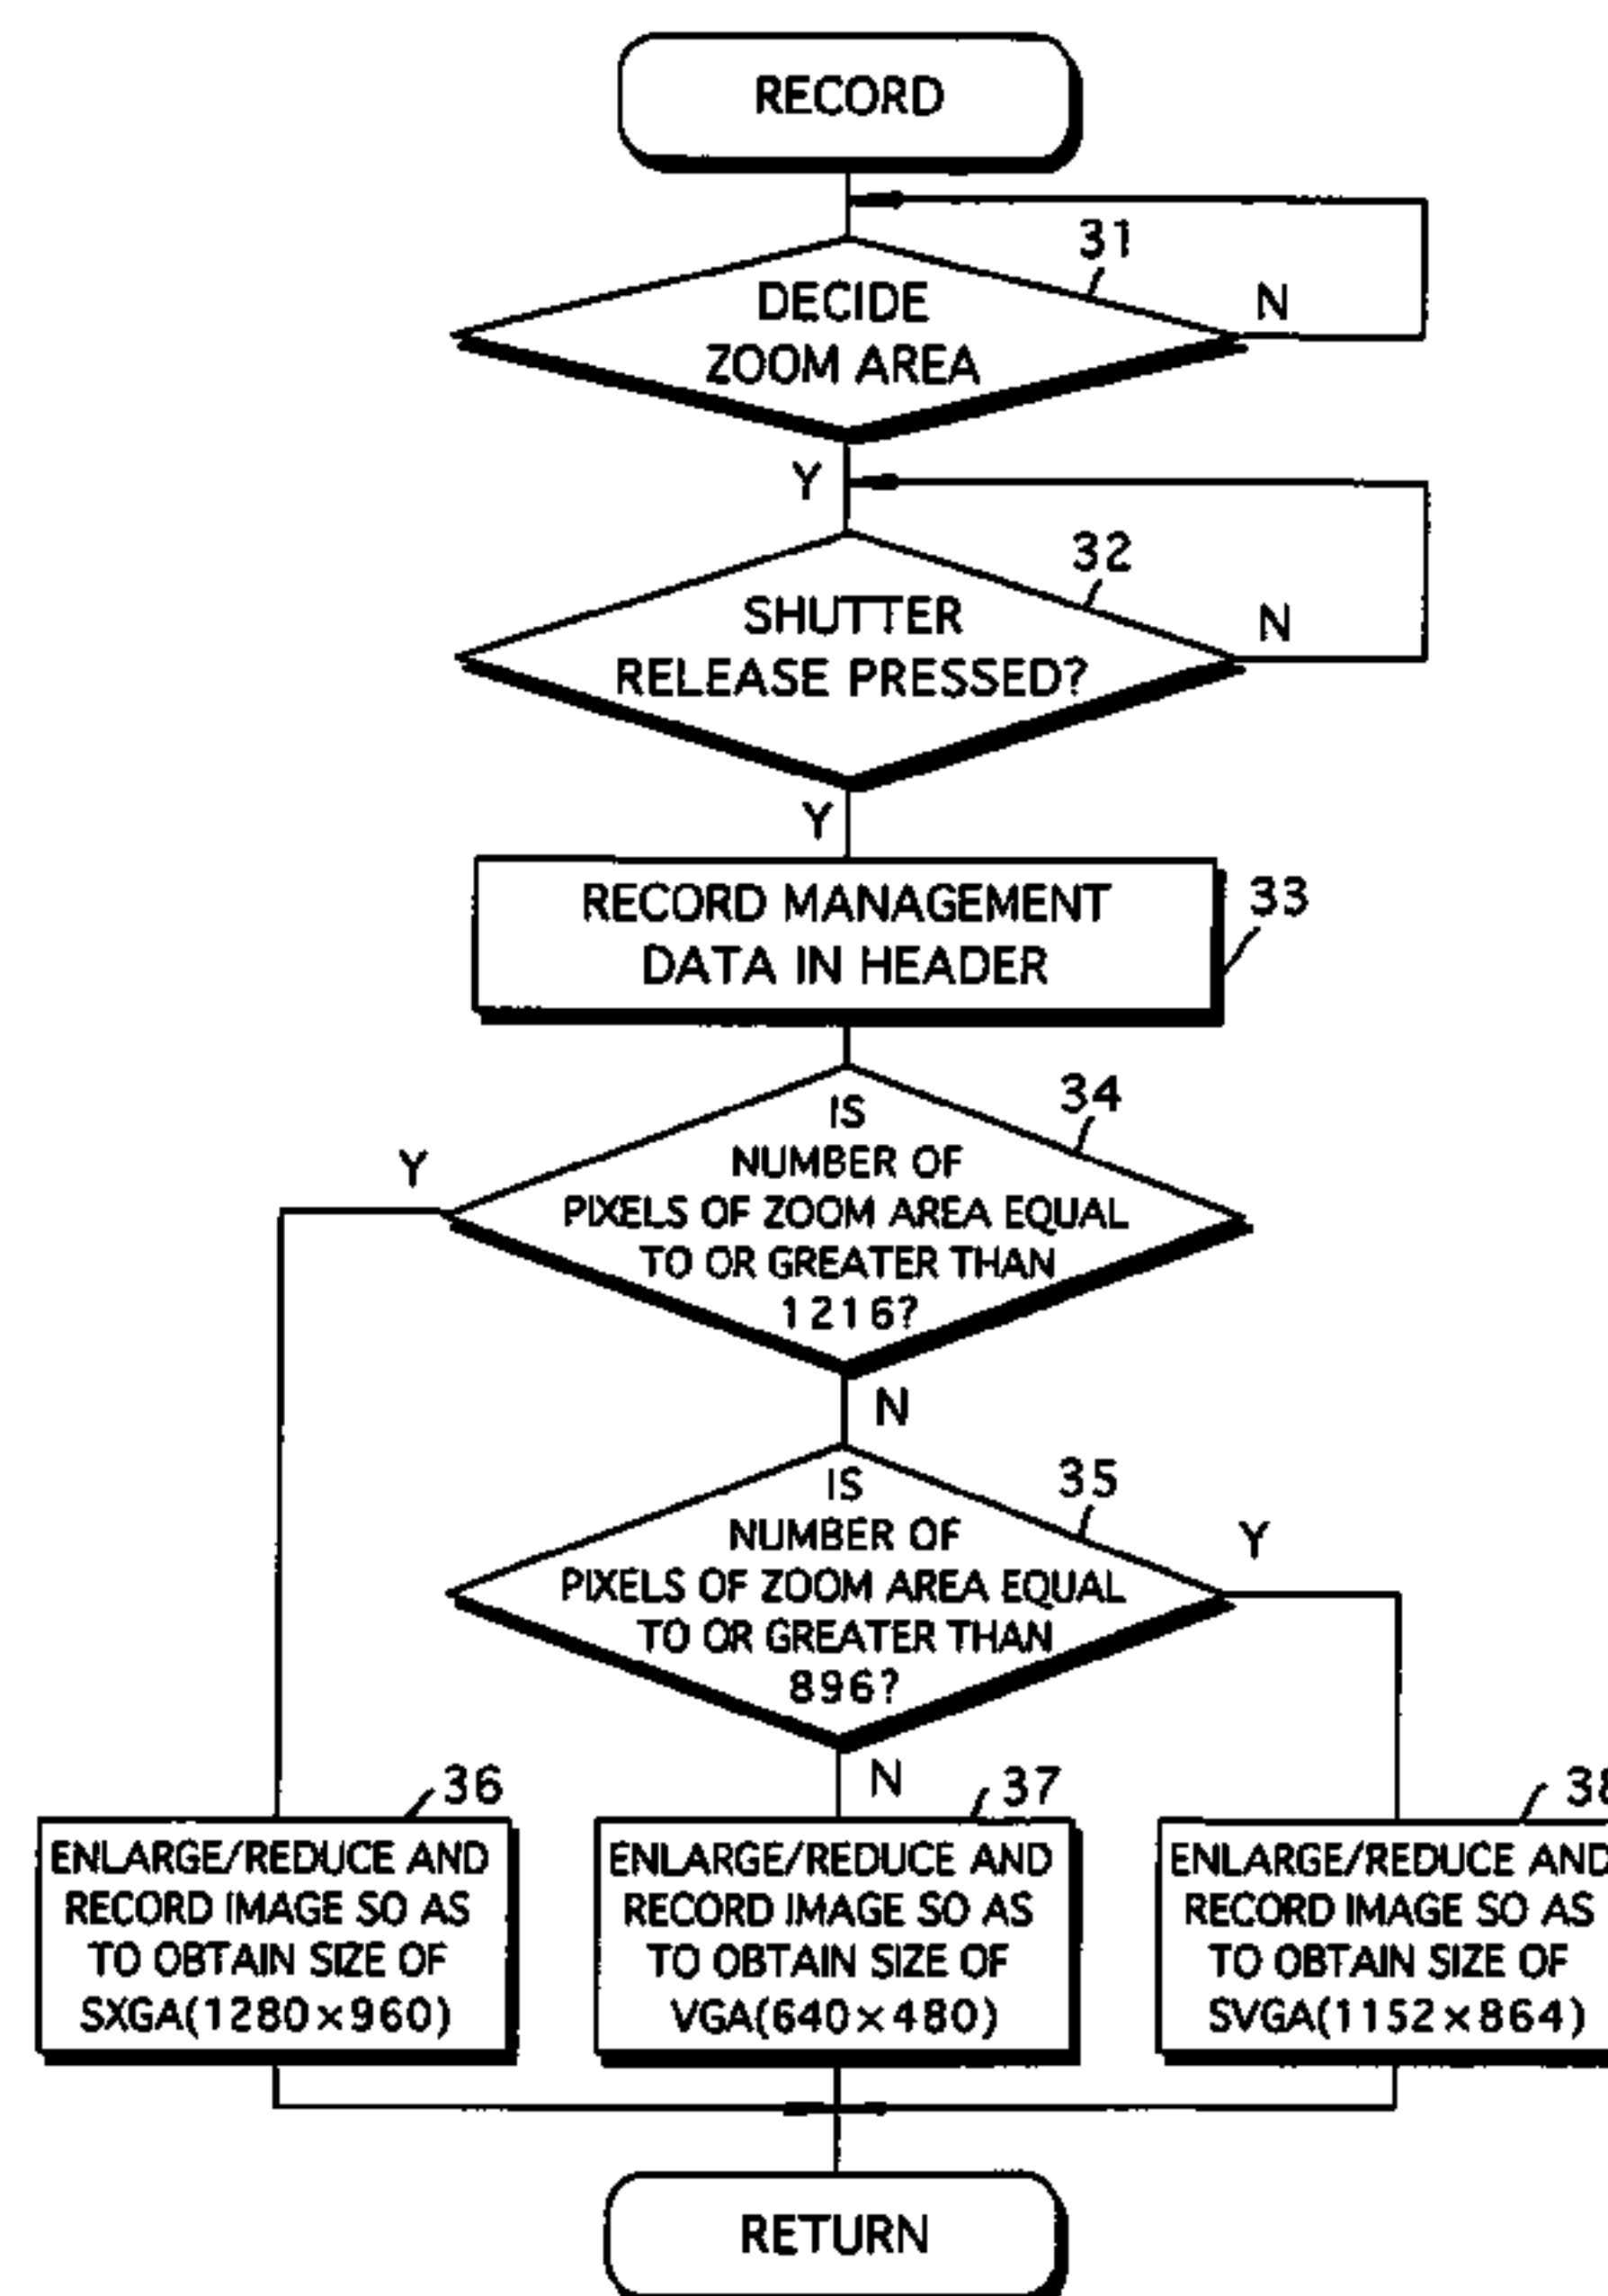 RECORD
31
DECIDE
ZOOM AREA
N
Y
32
SHUTTER
RELEASE PRESSED?
N
Y
RECORD MANAGEMENT
DATA IN HEADER
33
34
IS
NUMBER OF
PIXELS OF ZOOM AREA EQUAL
TO OR GREATER THAN
1216?
Y
N
35
IS
NUMBER OF
PIXELS OF ZOOM AREA EQUAL
TO OR GREATER THAN
896?
Y
N
36
ENLARGE/REDUCE AND
RECORD IMAGE SO AS
TO OBTAIN SIZE OF
SXGA(1280×960)
37
ENLARGE/REDUCE AND
RECORD IMAGE SO AS
TO OBTAIN SIZE OF
VGA(640×480)
38
ENLARGE/REDUCE AND
RECORD IMAGE SO AS
TO OBTAIN SIZE OF
SVGA(1152×864)
RETURN